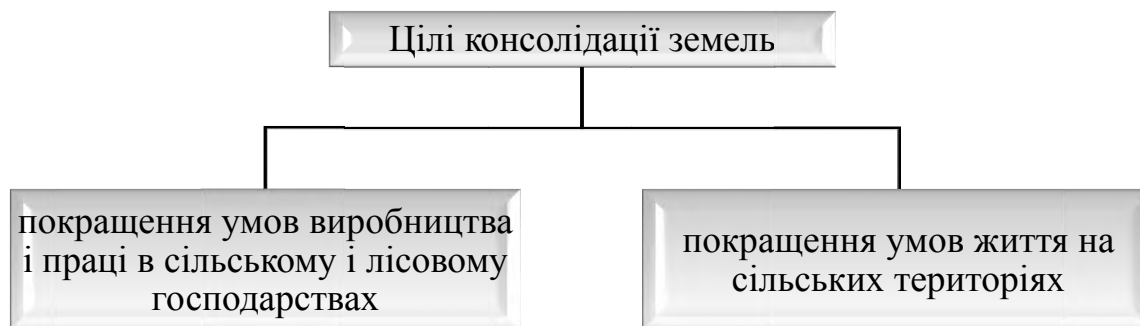 Цілі консолідації земель
покращення умов виробництва
і праці в сільському і лісовому
господарствах
покращення умов життя на
сільських територіях